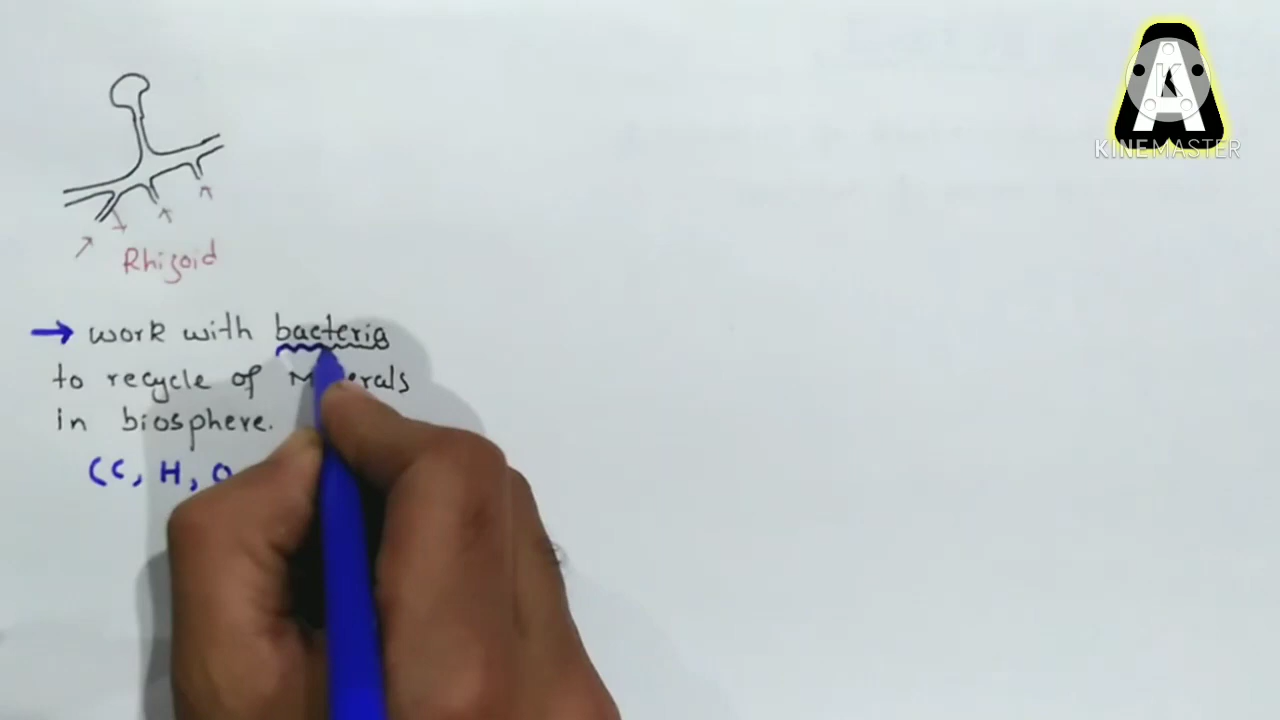 KINEMASTER
Rhizoid
→ work with bacteria
to recycle of
in biosphere.
(C, H, O